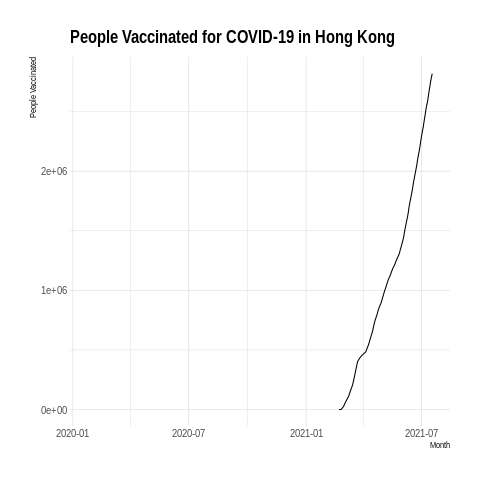 People Vaccinated for COVID-19 in Hong Kong
People Vaccinated
2e+06
1e+06
0e+00
2020-01 2020-07 2021-01 2021-07
Month